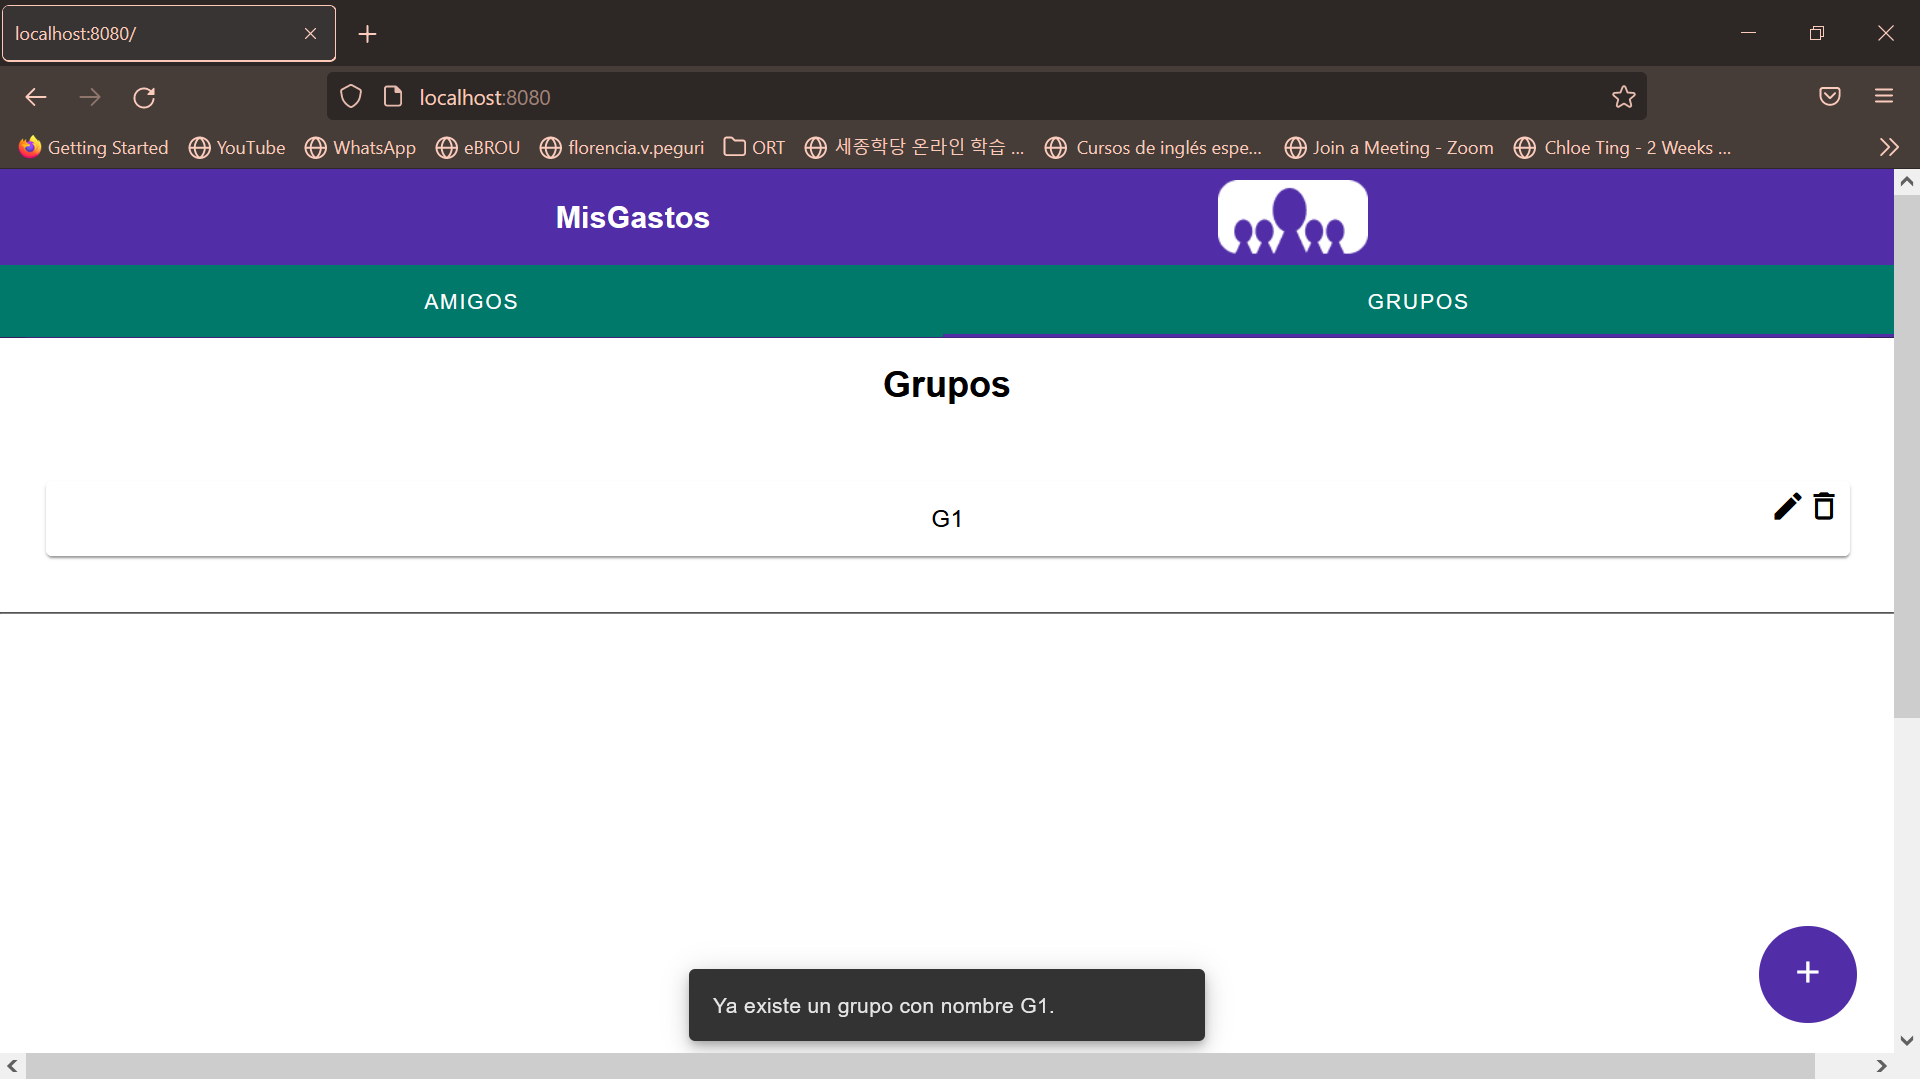 localhost:8080/
localhost:8080
Getting Started YouTube WhatsApp eBROU florencia.v.peguri ORT 세종학당 온라인 학습 ... Cursos de inglés espe... Join a Meeting - Zoom Chloe Ting - 2 Weeks ...
MisGastos
AMIGOS GRUPOS
Grupos
G1
Ya existe un grupo con nombre G1.